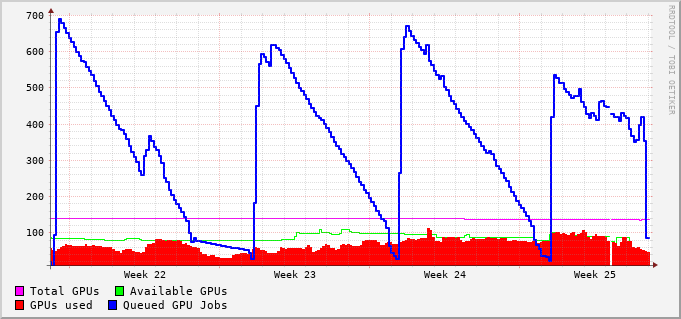 700
600
500
400
300
200
100
Week 22 Week 23 Week 24 Week 25
Total GPUs Available GPUs
GPUs used Queued GPU Jobs
RRDTOOL / TOBI OETIKER